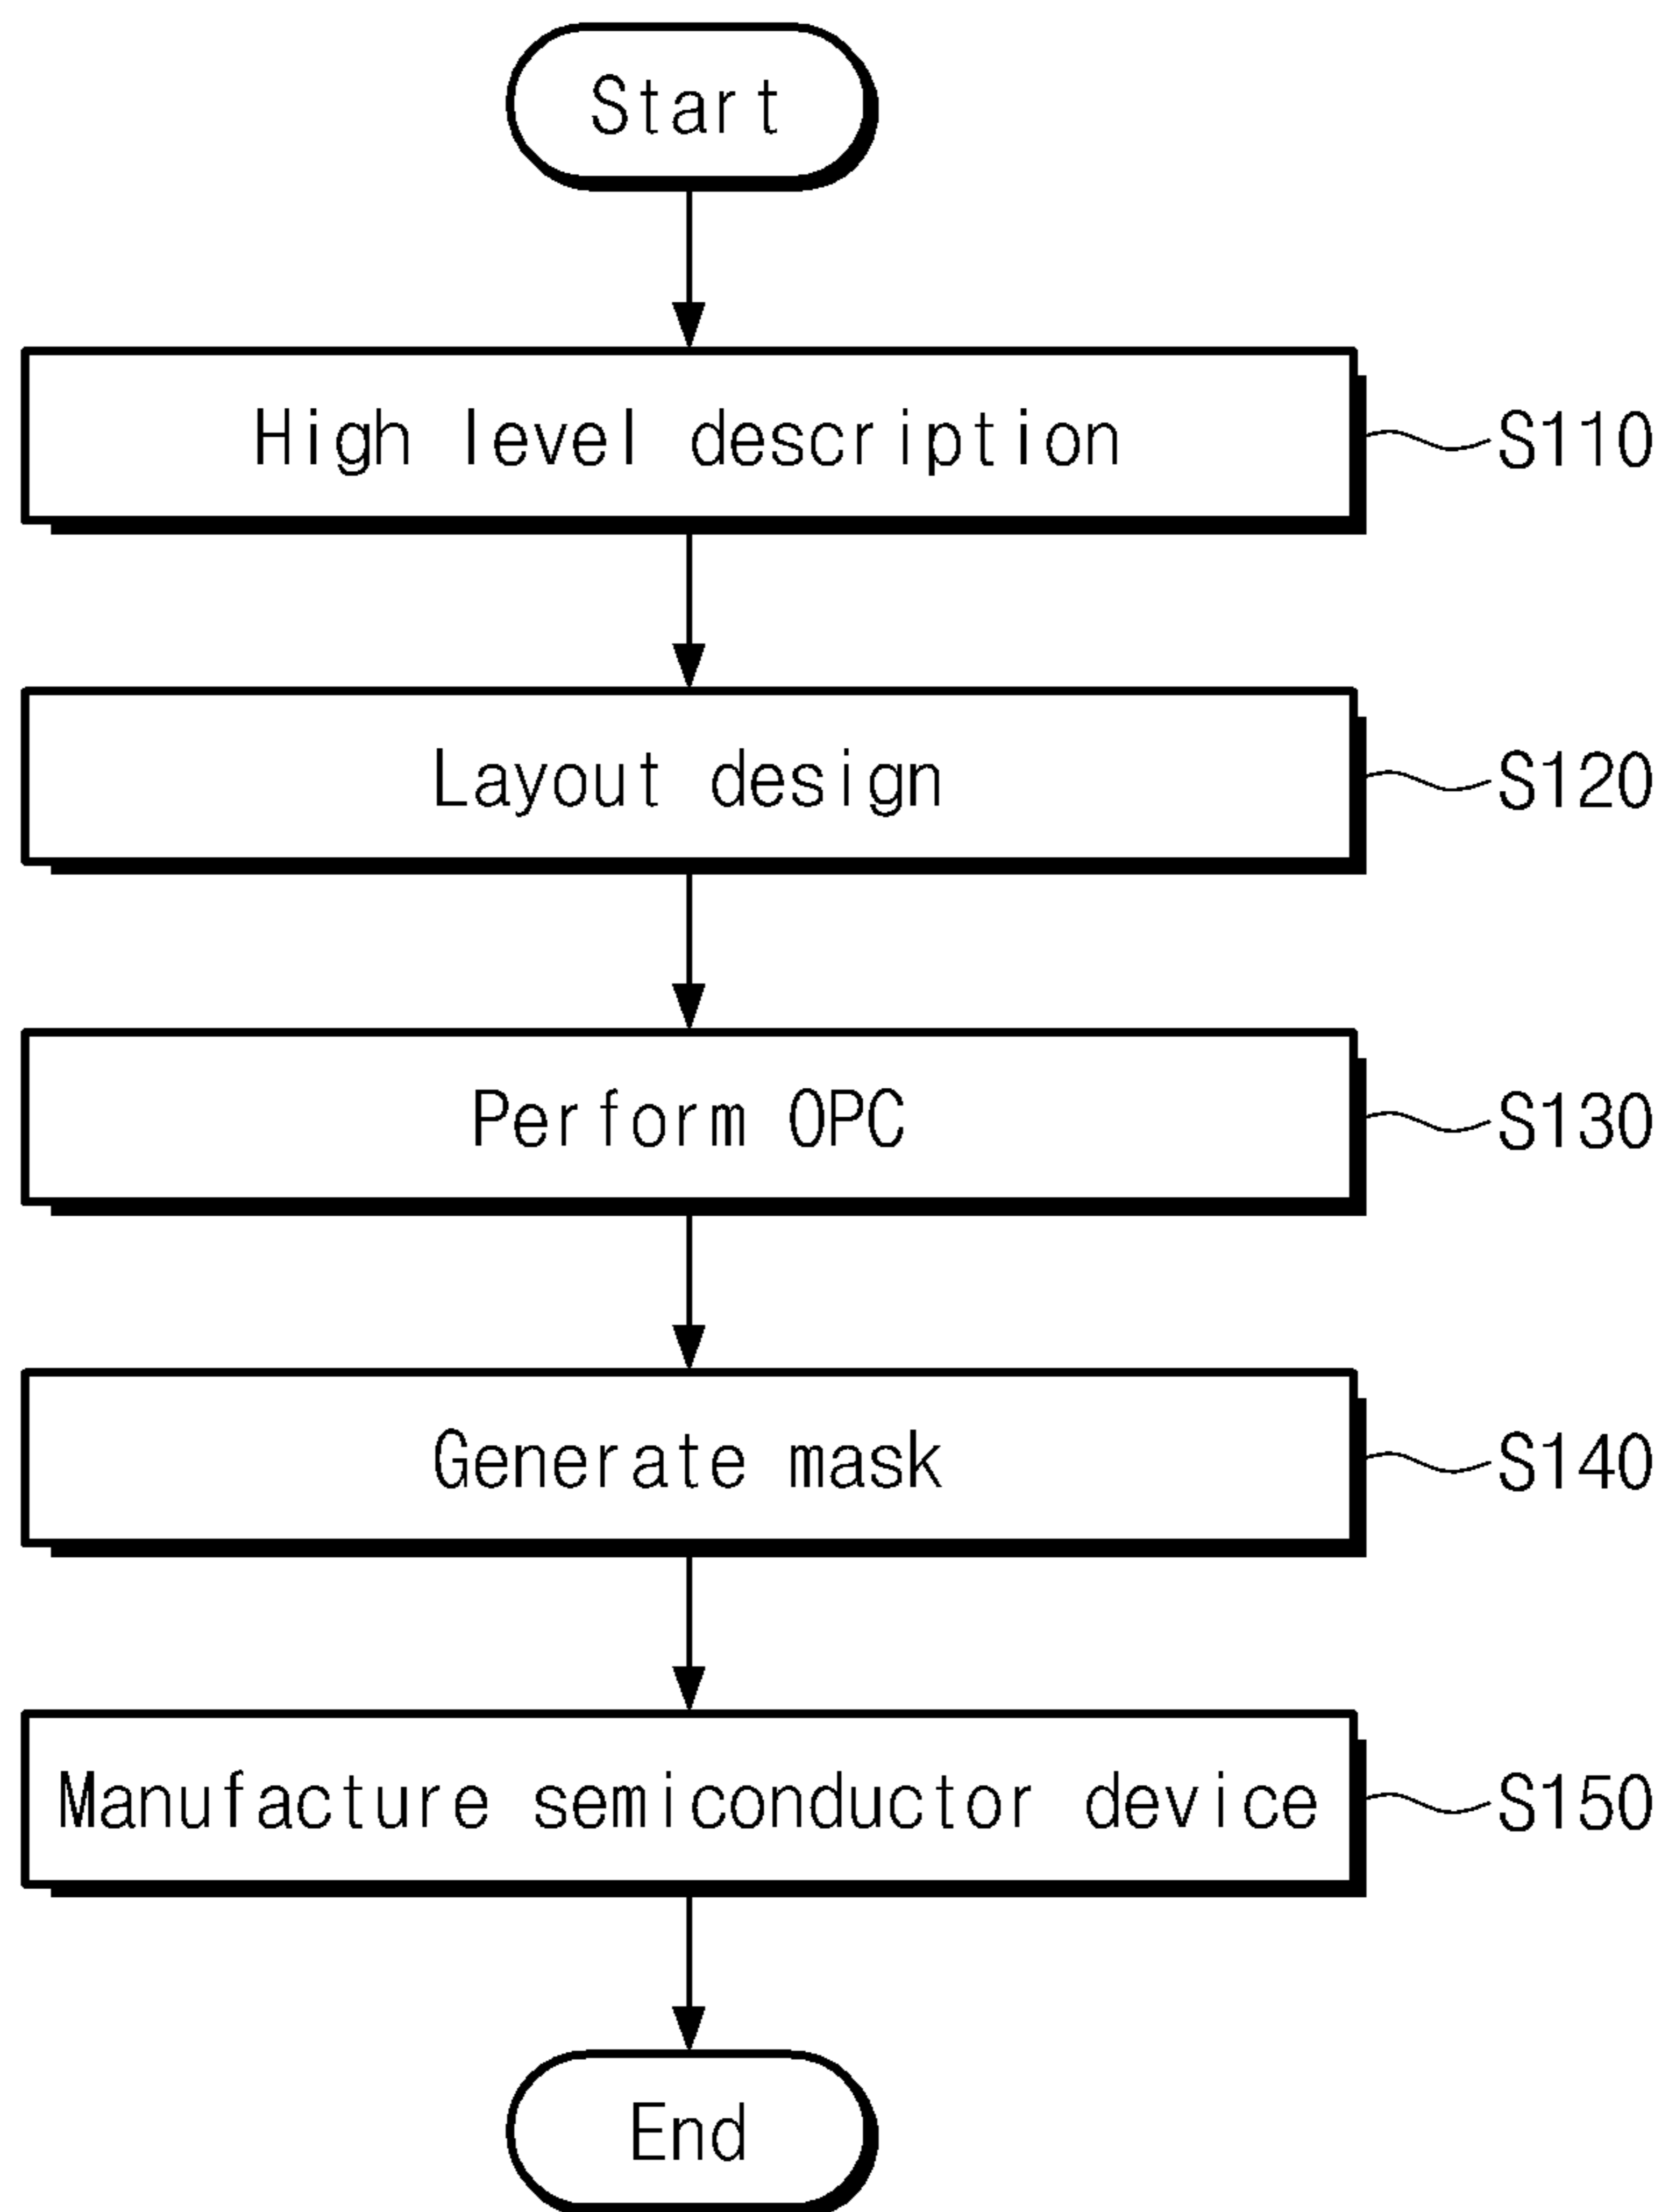 Start
High level description
S110
Layout design
S120
Perform OPC
S130
Generate mask
S140
Manufacture semiconductor device
S150
End